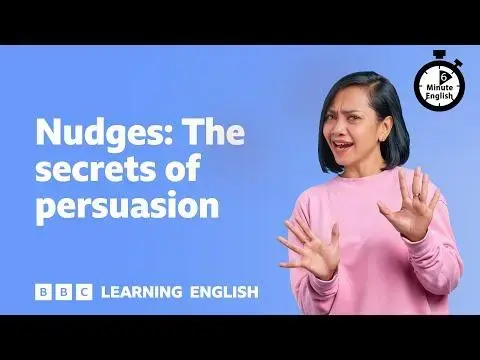 6
Minute
English
Nudges: The
secrets of
persuasion
BBC LEARNING ENGLISH